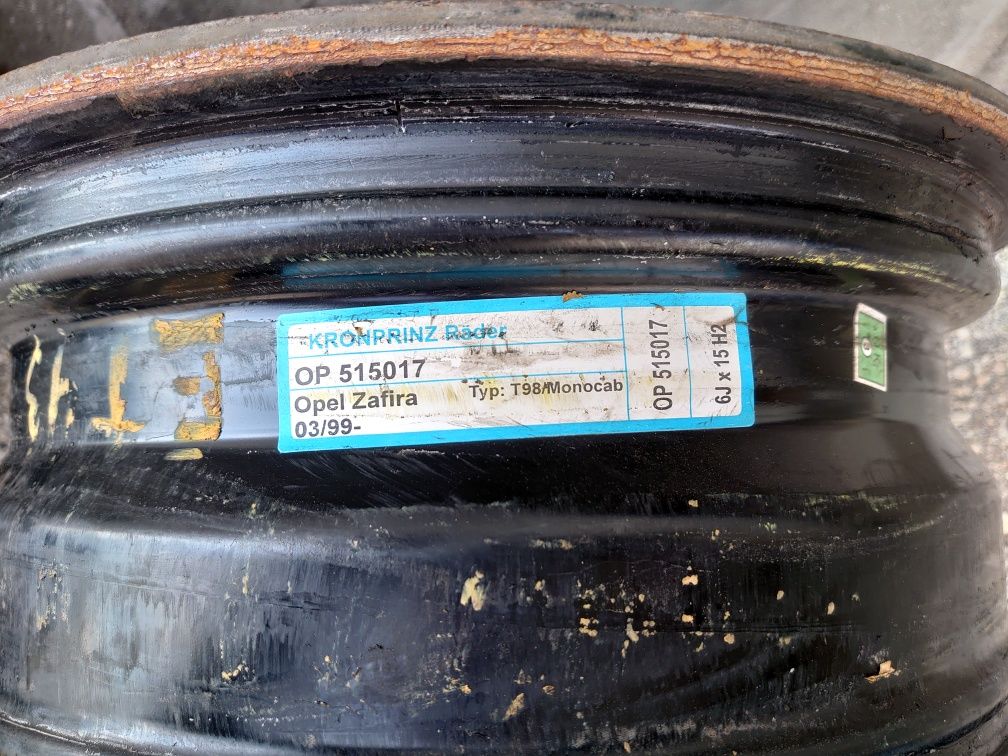 KRONPRINZ Räder
OP 515017
Opel Zafira Typ: T98/Monocab
03/99-
OP 515017
6J x 15 H2